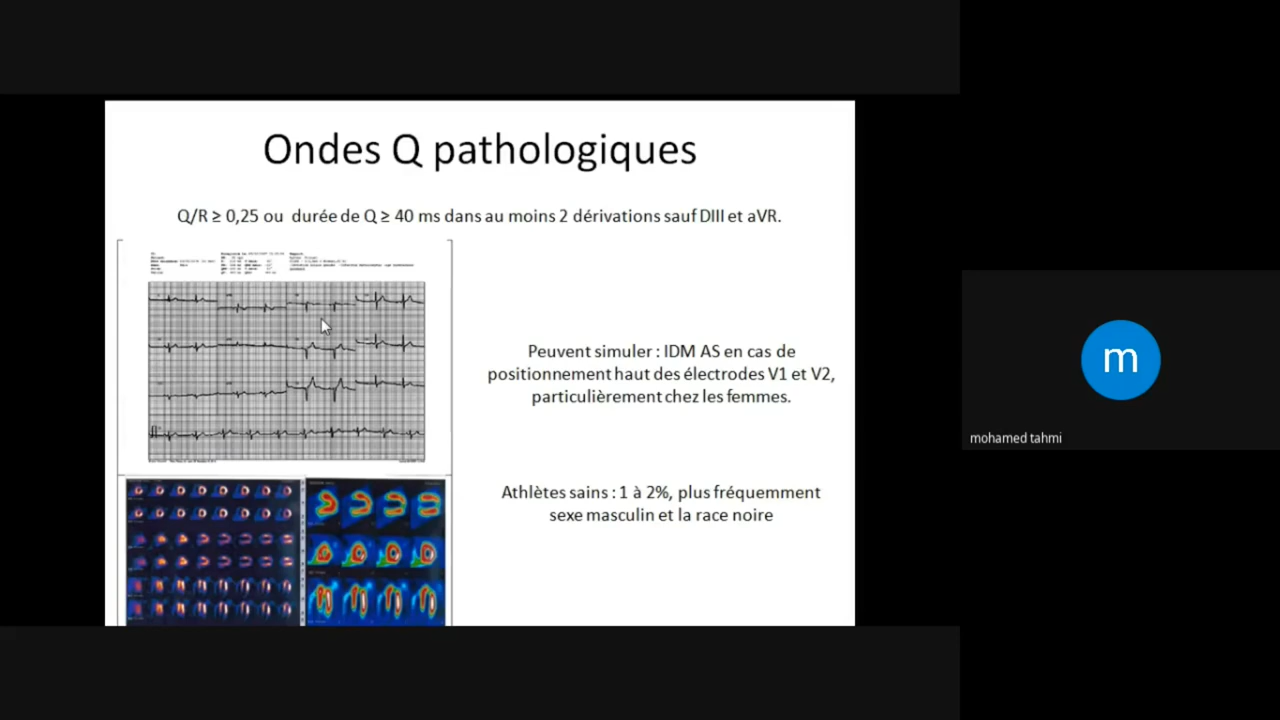 Ondes Q pathologiques
Q/R ≥ 0,25 ou durée de Q ≥ 40 ms dans au moins 2 dérivations sauf DIII et aVR.
Peuvent simuler : IDM AS en cas de
positionnement haut des électrodes V1 et V2,
particulièrement chez les femmes.
Athlètes sains : 1 à 2%, plus fréquemment
sexe masculin et la race noire
m
mohamed tahmi